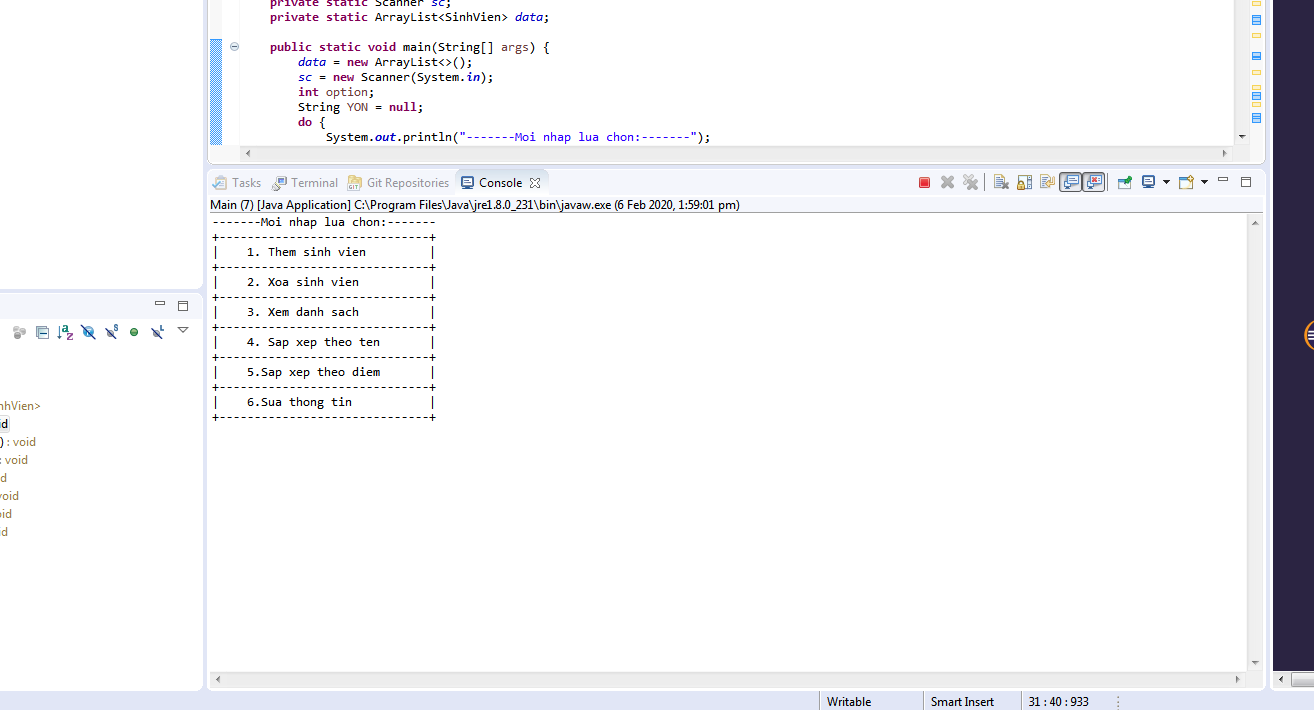 private static Scanner sc;
private static ArrayList<SinhVien> data;
public static void main(String[] args) {
data = new ArrayList<>();
sc = new Scanner(System.in);
int option;
String YON = null;
do {
System.out.println("-------Moi nhap lua chon:-------");
Tasks Terminal Git Repositories Console
Main (7) [Java Application] C:\Program Files\Java\jre1.8.0_231\bin\javaw.exe (6 Feb 2020, 1:59:01 pm)
-------Moi nhap lua chon:-------
+------------------------------+
| 1. Them sinh vien |
+------------------------------+
| 2. Xoa sinh vien |
+------------------------------+
| 3. Xem danh sach |
+------------------------------+
| 4. Sap xep theo ten |
+------------------------------+
| 5.Sap xep theo diem |
+------------------------------+
| 6.Sua thong tin |
+------------------------------+
nhVien>
id
) : void
: void
d
void
oid
id
Writable Smart Insert 31 : 40 : 933